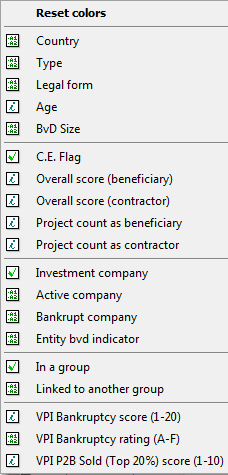 Reset colors
Country
Type
Legal form
Age
BvD Size
C.E. Flag
Overall score (beneficiary)
Overall score (contractor)
Project count as beneficiary
Project count as contractor
Investment company
Active company
Bankrupt company
Entity bvd indicator
In a group
Linked to another group
VPI Bankruptcy score (1-20)
VPI Bankruptcy rating (A-F)
VPI P2B Sold (Top 20%) score (1-10)